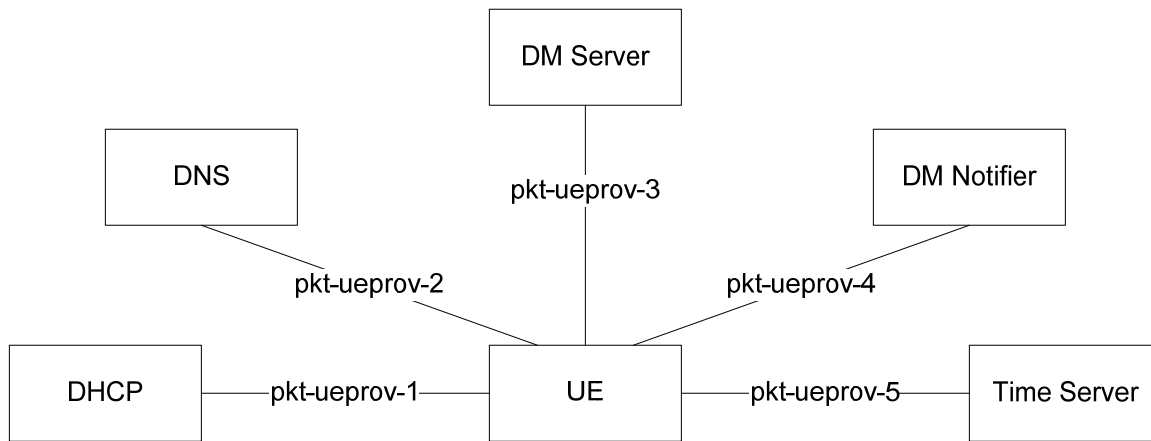 DM Server
DNS
DM Notifier
pkt-ueprov-3
pkt-ueprov-2
pkt-ueprov-4
DHCP
pkt-ueprov-1
UE
pkt-ueprov-5
Time Server